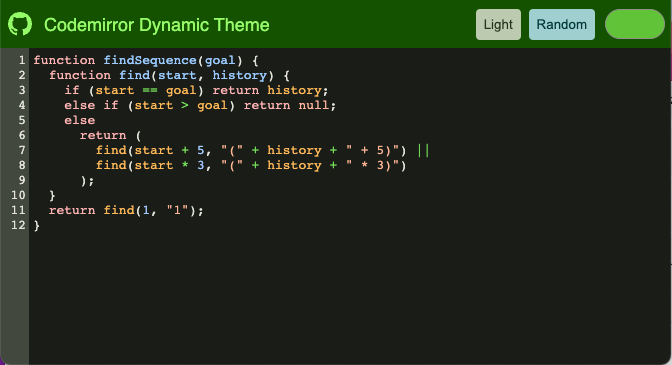 Codemirror Dynamic Theme Light Random
1 function findSequence(goal) {
2   function find(start, history) {
3     if (start == goal) return history;
4     else if (start > goal) return null;
5     else
6       return (
7         find(start + 5, "(" + history + " + 5)") ||
8         find(start * 3, "(" + history + " * 3)")
9       );
10   }
11   return find(1, "1");
12 }